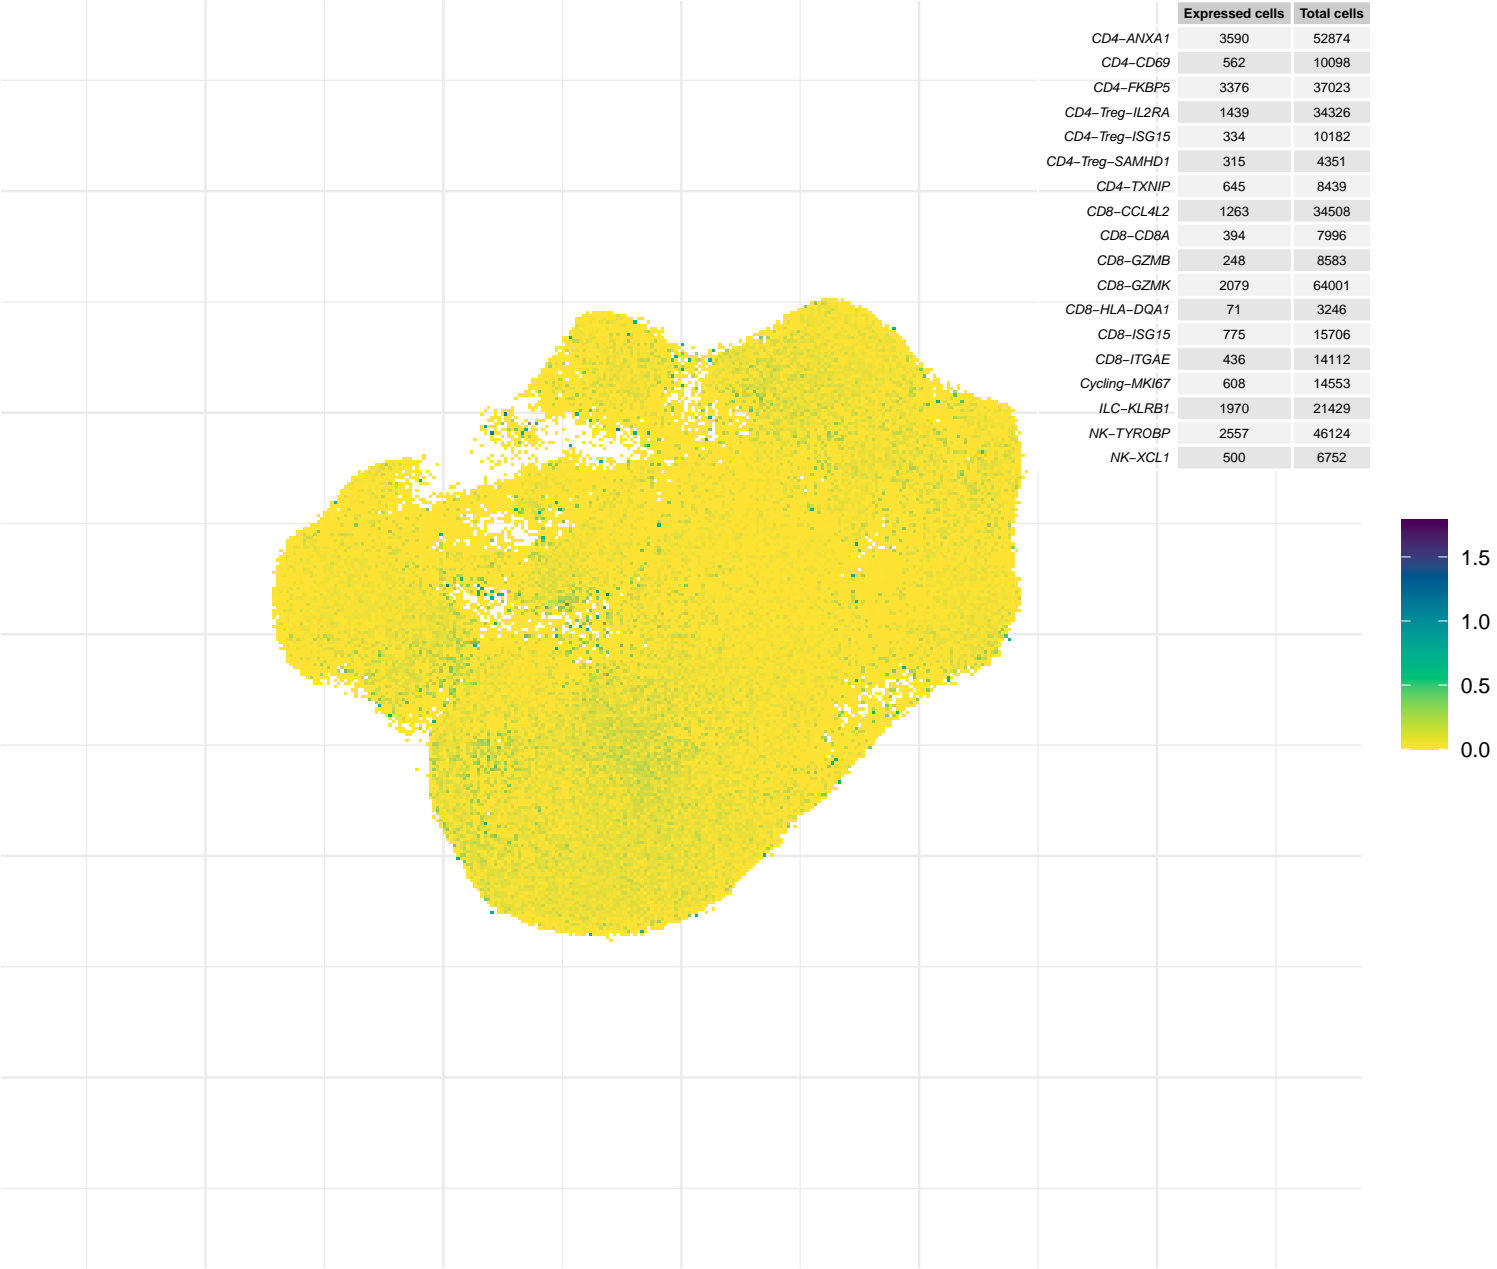 Expressed cells Total cells
CD4−ANXA1 3590 52874
CD4−CD69 562 10098
CD4−FKBP5 3376 37023
CD4−Treg−IL2RA 1439 34326
CD4−Treg−ISG15 334 10182
CD4−Treg−SAMHD1 315 4351
CD4−TXNIP 645 8439
CD8−CCL4L2 1263 34508
CD8−CD8A 394 7996
CD8−GZMB 248 8583
CD8−GZMK 2079 64001
CD8−HLA−DQA1 71 3246
CD8−ISG15 775 15706
CD8−ITGAE 436 14112
Cycling−MKI67 608 14553
ILC−KLRB1 1970 21429
NK−TYROBP 2557 46124
NK−XCL1 500 6752
1.5
1.0
0.5
0.0